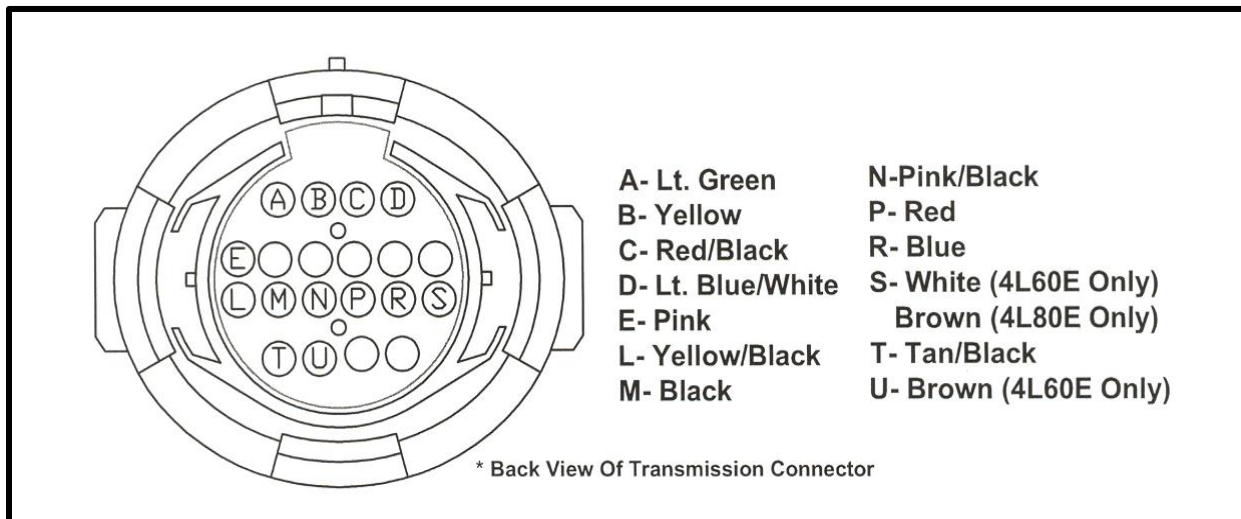 A B C D
E
L M N P R S
T U
A- Lt. Green
B- Yellow
C- Red/Black
D- Lt. Blue/White
E- Pink
L- Yellow/Black
M- Black
N-Pink/Black
P- Red
R- Blue
S- White (4L60E Only)
Brown (4L80E Only)
T- Tan/Black
U- Brown (4L60E Only)
* Back View Of Transmission Connector